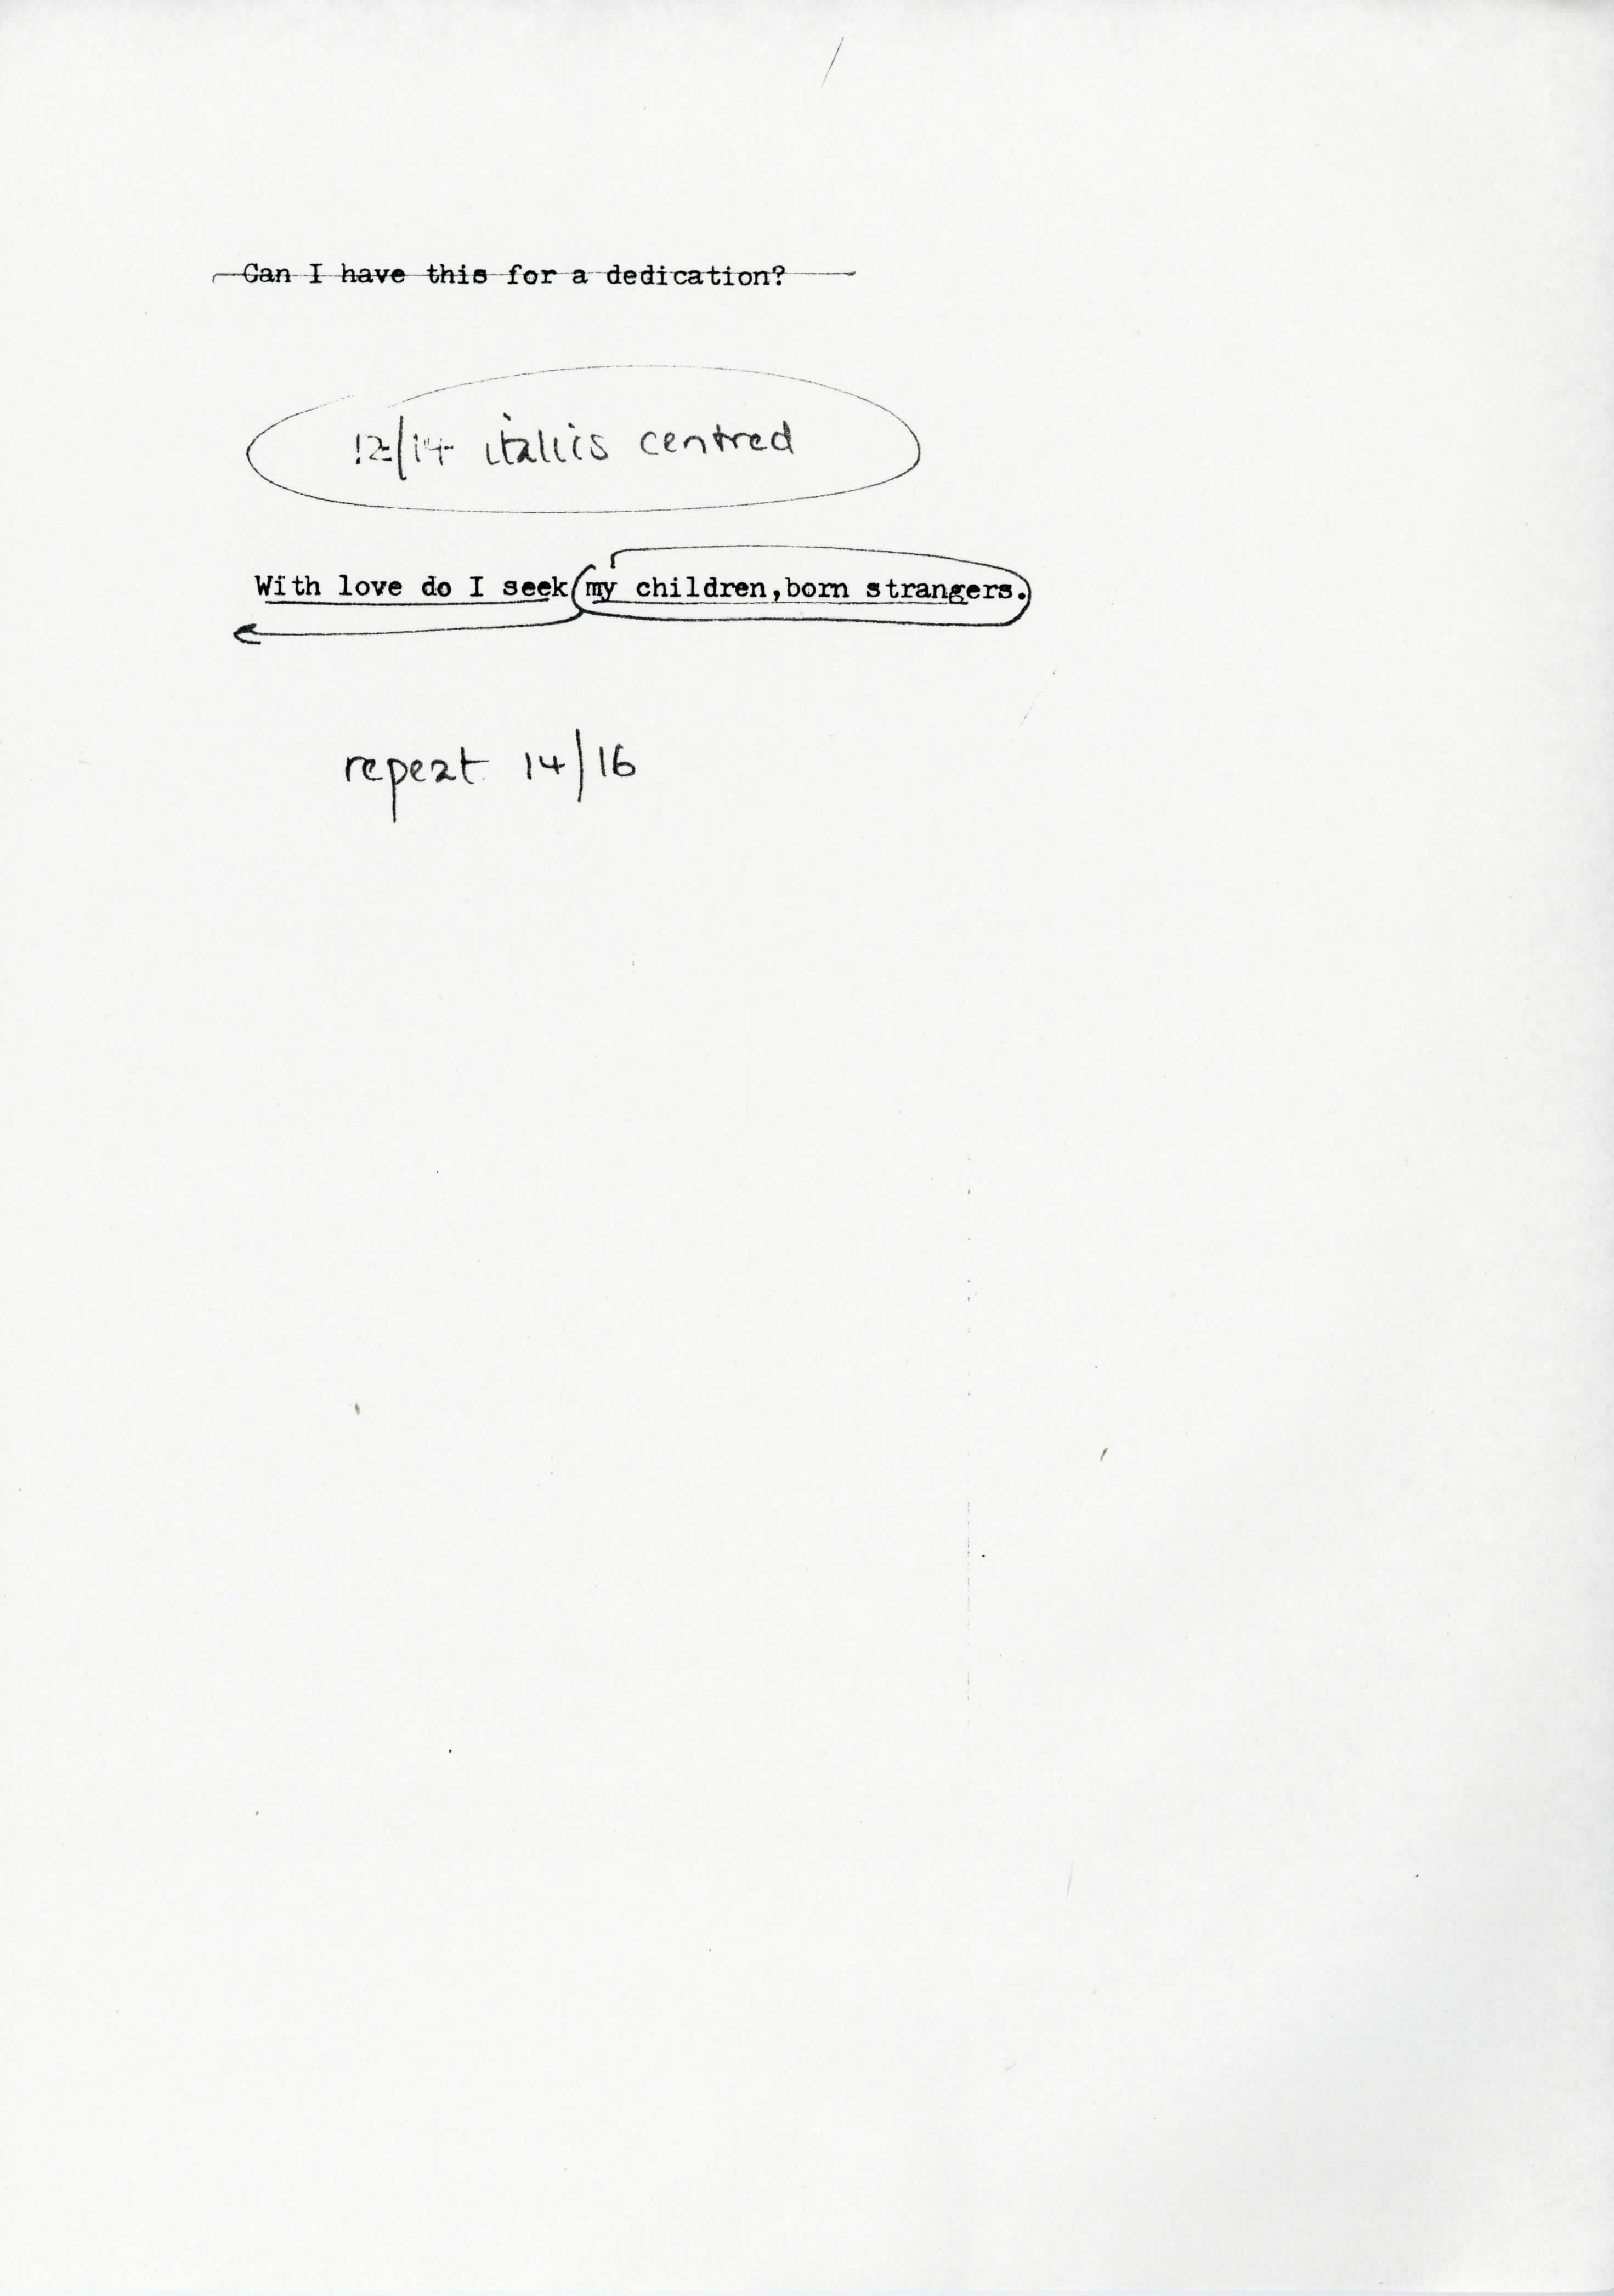 Can I have this for a dedication?
12/14 itallis centred
With love do I seek my children,born strangers.
repeat 14/16